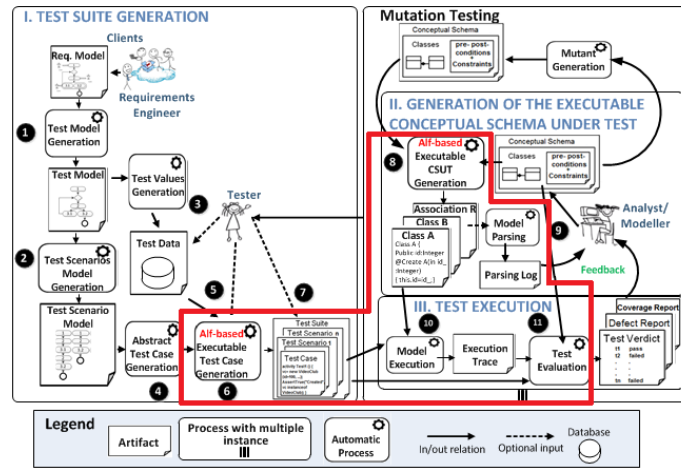 I. TEST SUITE GENERATION
Clients
Req. Model
Requirements
Engineer
1
Test Model
Generation
Test Model
Test Values
Generation
3
2
Test Scenarios
Model
Generation
Test Data
Tester
5
7
Test Scenario
Model
Abstract
Test Case
Generation
4
Alf-based
Executable
Test Case
Generation
6
Test Suite
Test Scenario n
Test Scenario 1
Test Case
Mutation Testing
Conceptual Schema
Classes
pre- post-
conditions
+
Constraints
Mutant
Generation
II. GENERATION OF THE EXECUTABLE
CONCEPTUAL SCHEMA UNDER TEST
8
Alf-based
Executable
CSUT
Generation
Conceptual Schema
Classes
pre- post-
conditions
+
Constraints
Association R
Class B
Class A
Class A {
Public id:Integer
@Create A(in id_
:Integer)
{ this.id=id_;}
Model
Parsing
9
Parsing Log
Analyst/
Modeller
Feedback
III. TEST EXECUTION
10
Model
Execution
Execution
Trace
11
Test
Evaluation
Coverage Report
Defect Report
Test Verdict
t1 pass
t2 failed
.
.
.
tn failed
Legend
Artifact
Process with multiple
instance
Automatic
Process
In/out relation
Optional input
Database